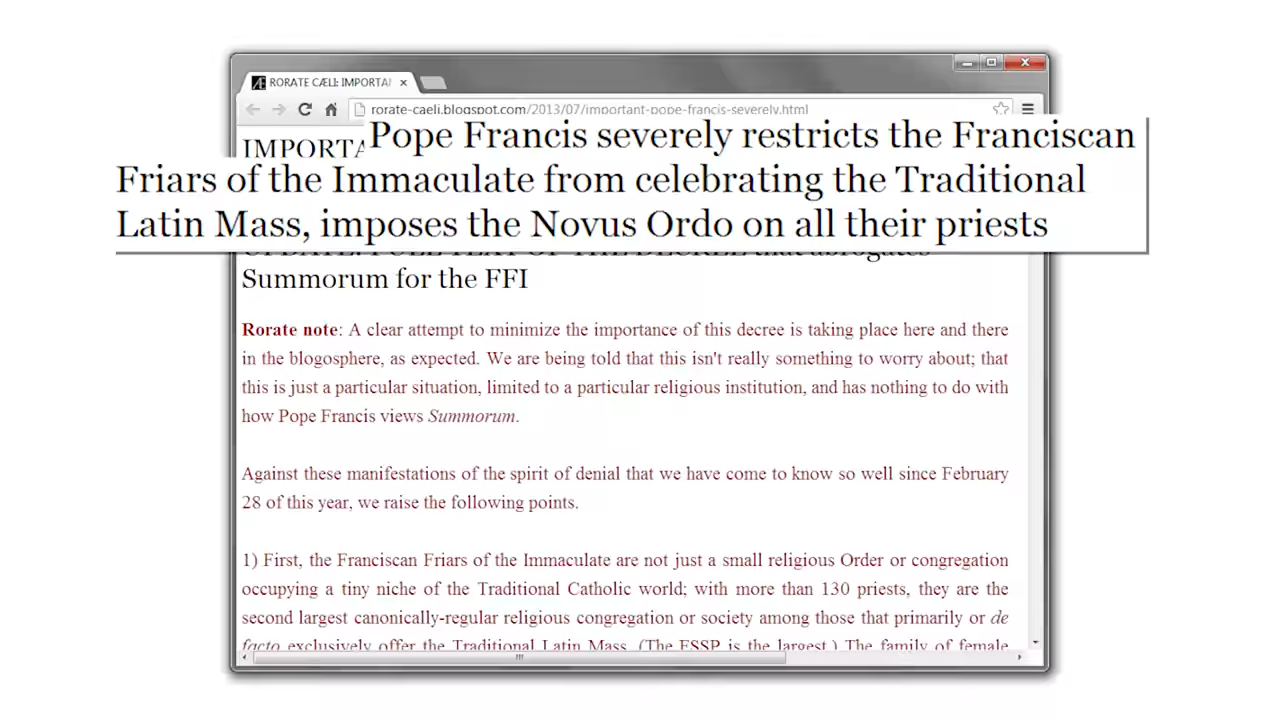 RORATE CÆLI: IMPORTA
rorate-caeli.blogspot.com/2013/07/important-pope-francis-severely.html
IMPORTA
Pope Francis severely restricts the Franciscan
Friars of the Immaculate from celebrating the Traditional
Latin Mass, imposes the Novus Ordo on all their priests
UPDATE: FULL TEXT OF THE DECREE that abrogates
Summorum for the FFI
Rorate note: A clear attempt to minimize the importance of this decree is taking place here and there
in the blogosphere, as expected. We are being told that this isn't really something to worry about; that
this is just a particular situation, limited to a particular religious institution, and has nothing to do with
how Pope Francis views Summorum.
Against these manifestations of the spirit of denial that we have come to know so well since February
28 of this year, we raise the following points.
1) First, the Franciscan Friars of the Immaculate are not just a small religious Order or congregation
occupying a tiny niche of the Traditional Catholic world; with more than 130 priests, they are the
second largest canonically-regular religious congregation or society among those that primarily or de
facto exclusively offer the Traditional Latin Mass. (The FSSP is the largest.) The family of female